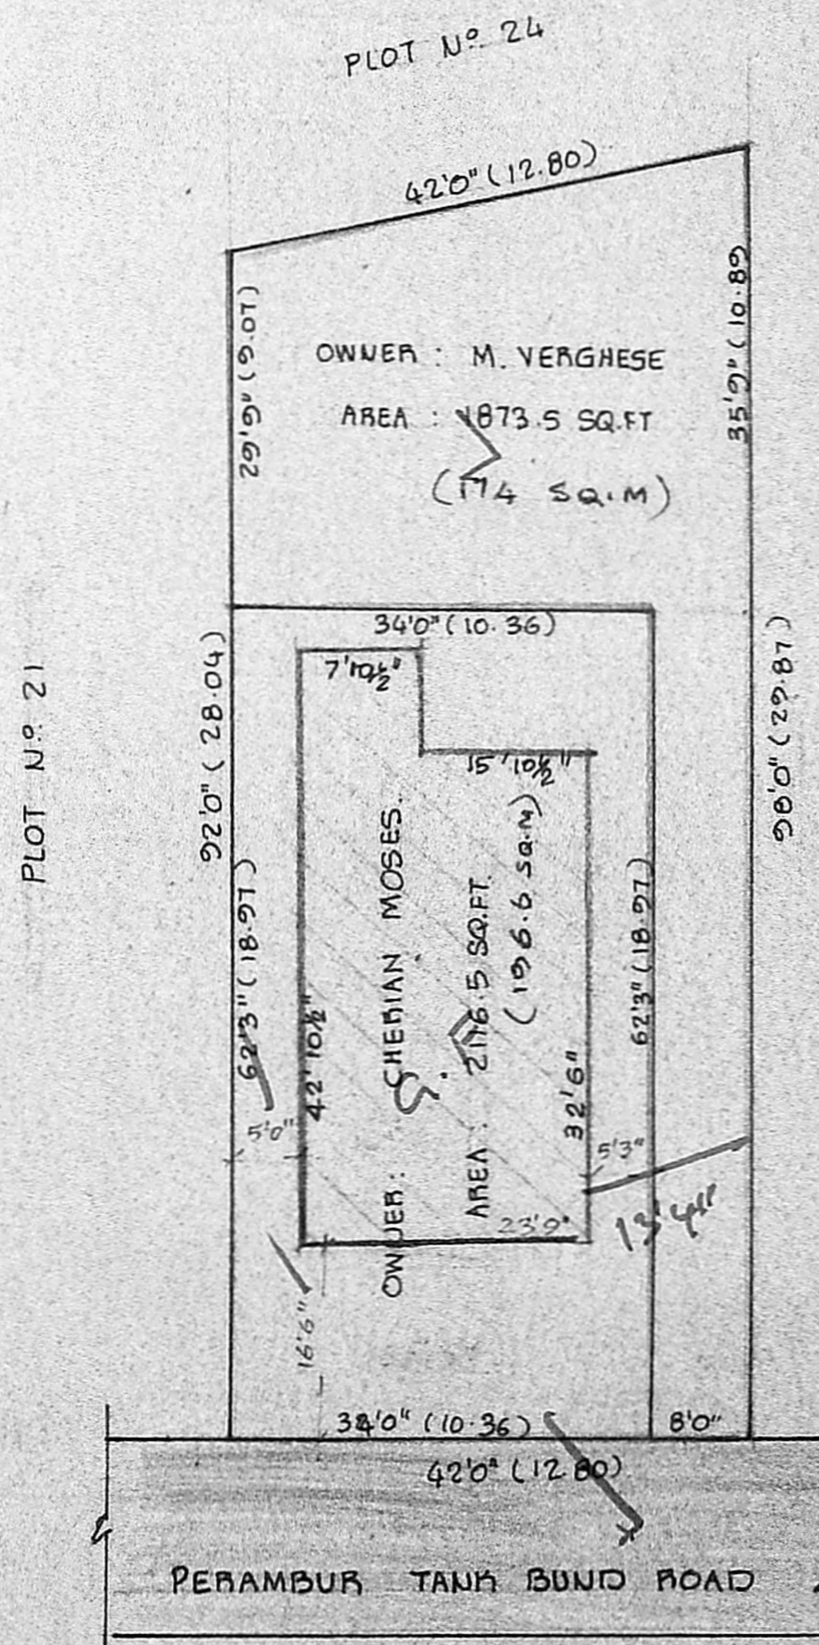 PLOT Nº 24
42'0" (12.80)
29'9" (9.07)
35'9" (10.89
OWNER : M. VERGHESE
AREA : 1873.5 SQ.FT
(174 SQ.M)
34'0" (10.36)
7'10½"
15'10½"
PLOT Nº 21
92'0" (28.04)
98'0" (29.87)
62'3" (18.97)
42'10½"
OWNER : G. CHERIAN MOSES.
AREA : 2116.5 SQ.FT.
(196.6 SQ.M)
32'6"
62'3" (18.97)
5'0"
5'3"
13'4"
23'9"
16'6"
34'0" (10.36)
8'0"
42'0" (12.80)
PERAMBUR TANK BUND ROAD